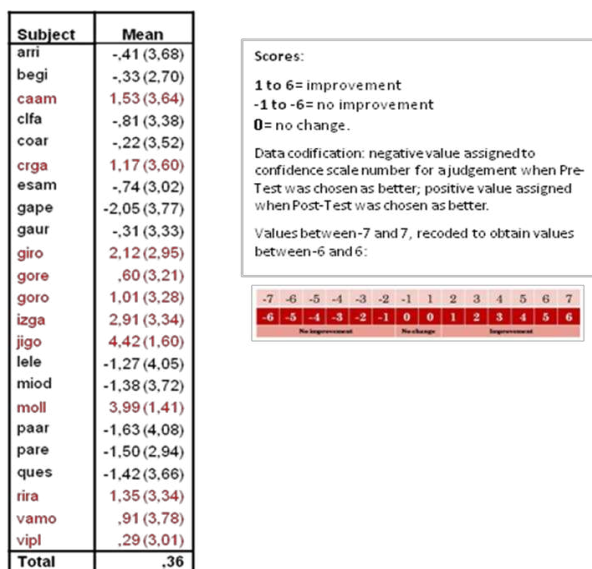 Subject Mean
arri -,41 (3,68)
begi -,33 (2,70)
caam 1,53 (3,64)
clfa -,81 (3,38)
coar -,22 (3,52)
crga 1,17 (3,60)
esam -,74 (3,02)
gape -2,05 (3,77)
gaur -,31 (3,33)
giro 2,12 (2,95)
gore ,60 (3,21)
goro 1,01 (3,28)
izga 2,91 (3,34)
jigo 4,42 (1,60)
lele -1,27 (4,05)
miod -1,38 (3,72)
moll 3,99 (1,41)
paar -1,63 (4,08)
pare -1,50 (2,94)
ques -1,42 (3,66)
rira 1,35 (3,34)
vamo ,91 (3,78)
vipl ,29 (3,01)
Total ,36
Scores:
1 to 6= improvement
-1 to -6= no improvement
0= no change.
Data codification: negative value assigned to
confidence scale number for a judgement when Pre-
Test was chosen as better; positive value assigned
when Post-Test was chosen as better.
Values between -7 and 7, recoded to obtain values
between -6 and 6:
-7 -6 -5 -4 -3 -2 -1 1 2 3 4 5 6 7
-6 -5 -4 -3 -2 -1 0 0 1 2 3 4 5 6
No improvement No change Improvement